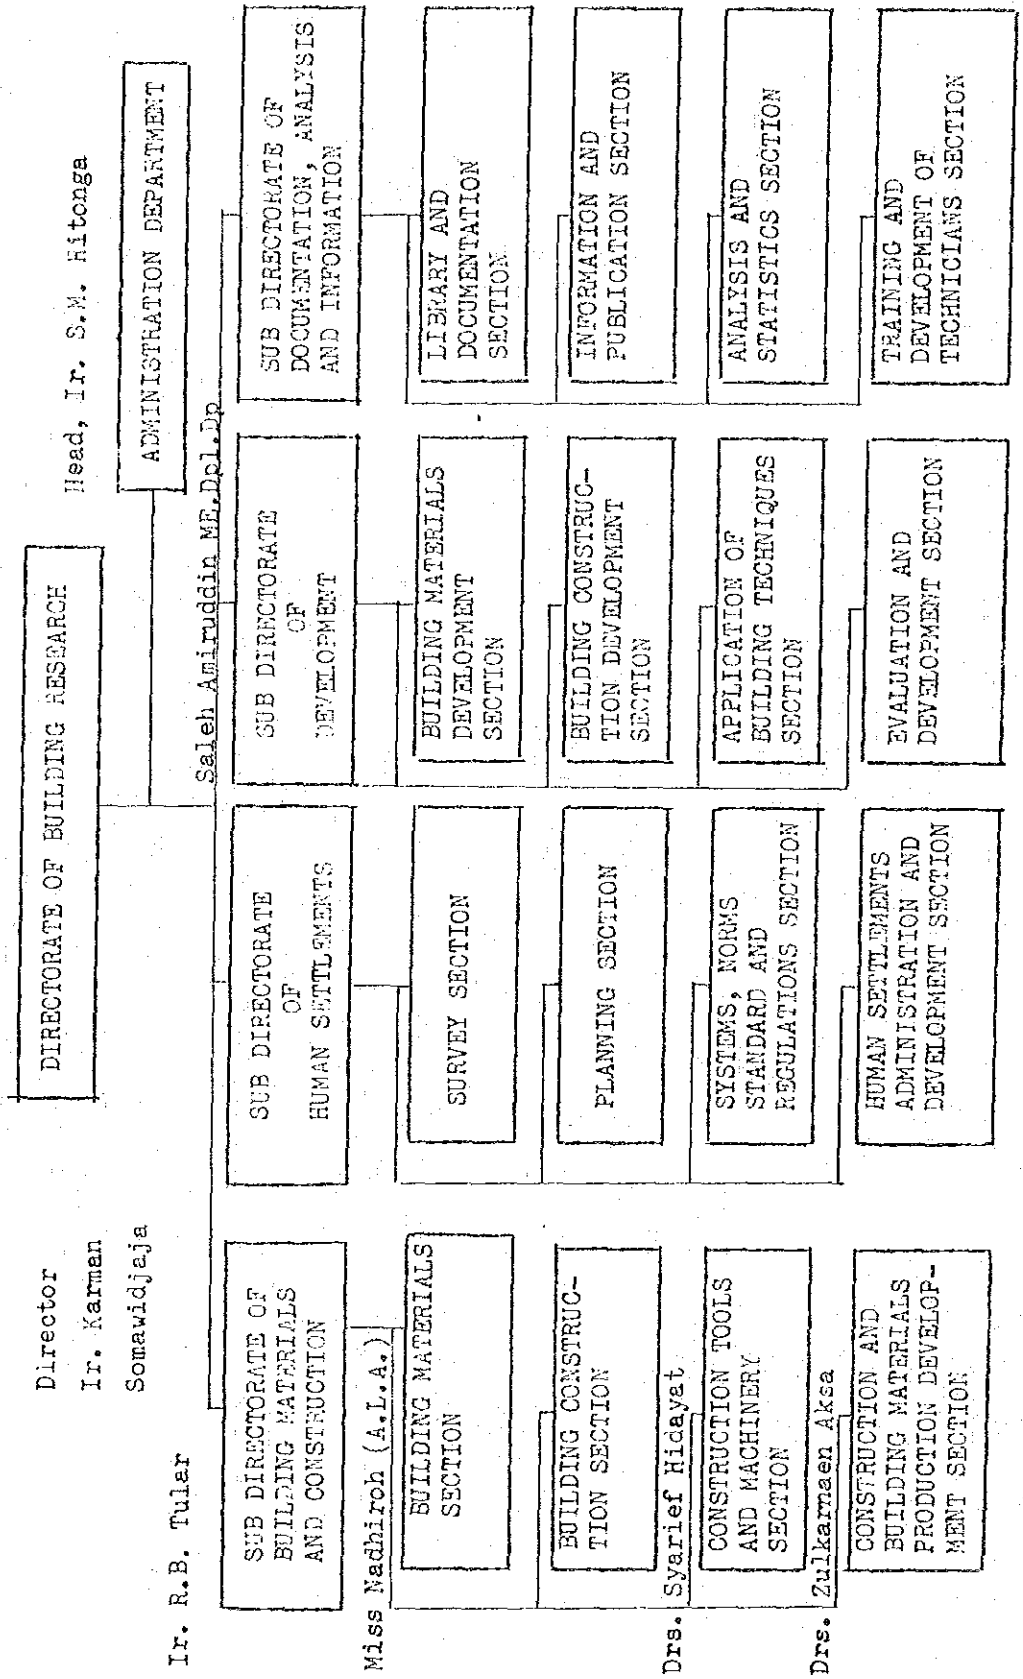 Director
Ir. Karman
Somawidjaja
DIRECTORATE OF BUILDING RESEARCH
Head, Ir. S.M. Ritonga
ADMINISTRATION DEPARTMENT
Ir. R.B. Tular
SUB DIRECTORATE OF
BUILDING MATERIALS
AND CONSTRUCTION
Miss Nadhiroh (A.L.A.)
BUILDING MATERIALS
SECTION
BUILDING CONSTRUC-
TION SECTION
Drs. Syarief Hidayat
CONSTRUCTION TOOLS
AND MACHINERY
SECTION
Drs. Zulkarnaen Aksa
CONSTRUCTION AND
BUILDING MATERIALS
PRODUCTION DEVELOP-
MENT SECTION
SUB DIRECTORATE
OF
HUMAN SETTLEMENTS
SURVEY SECTION
PLANNING SECTION
SYSTEMS, NORMS
STANDARD AND
REGULATIONS SECTION
HUMAN SETTLEMENTS
ADMINISTRATION AND
DEVELOPMENT SECTION
Saleh Amiruddin ME.Dpl.Dp
SUB DIRECTORATE
OF
DEVELOPMENT
BUILDING MATERIALS
DEVELOPMENT
SECTION
BUILDING CONSTRUC-
TION DEVELOPMENT
SECTION
APPLICATION OF
BUILDING TECHNIQUES
SECTION
EVALUATION AND
DEVELOPMENT SECTION
SUB DIRECTORATE OF
DOCUMENTATION, ANALYSIS
AND INFORMATION
LIBRARY AND
DOCUMENTATION
SECTION
INFORMATION AND
PUBLICATION SECTION
ANALYSIS AND
STATISTICS SECTION
TRAINING AND
DEVELOPMENT OF
TECHNICIANS SECTION